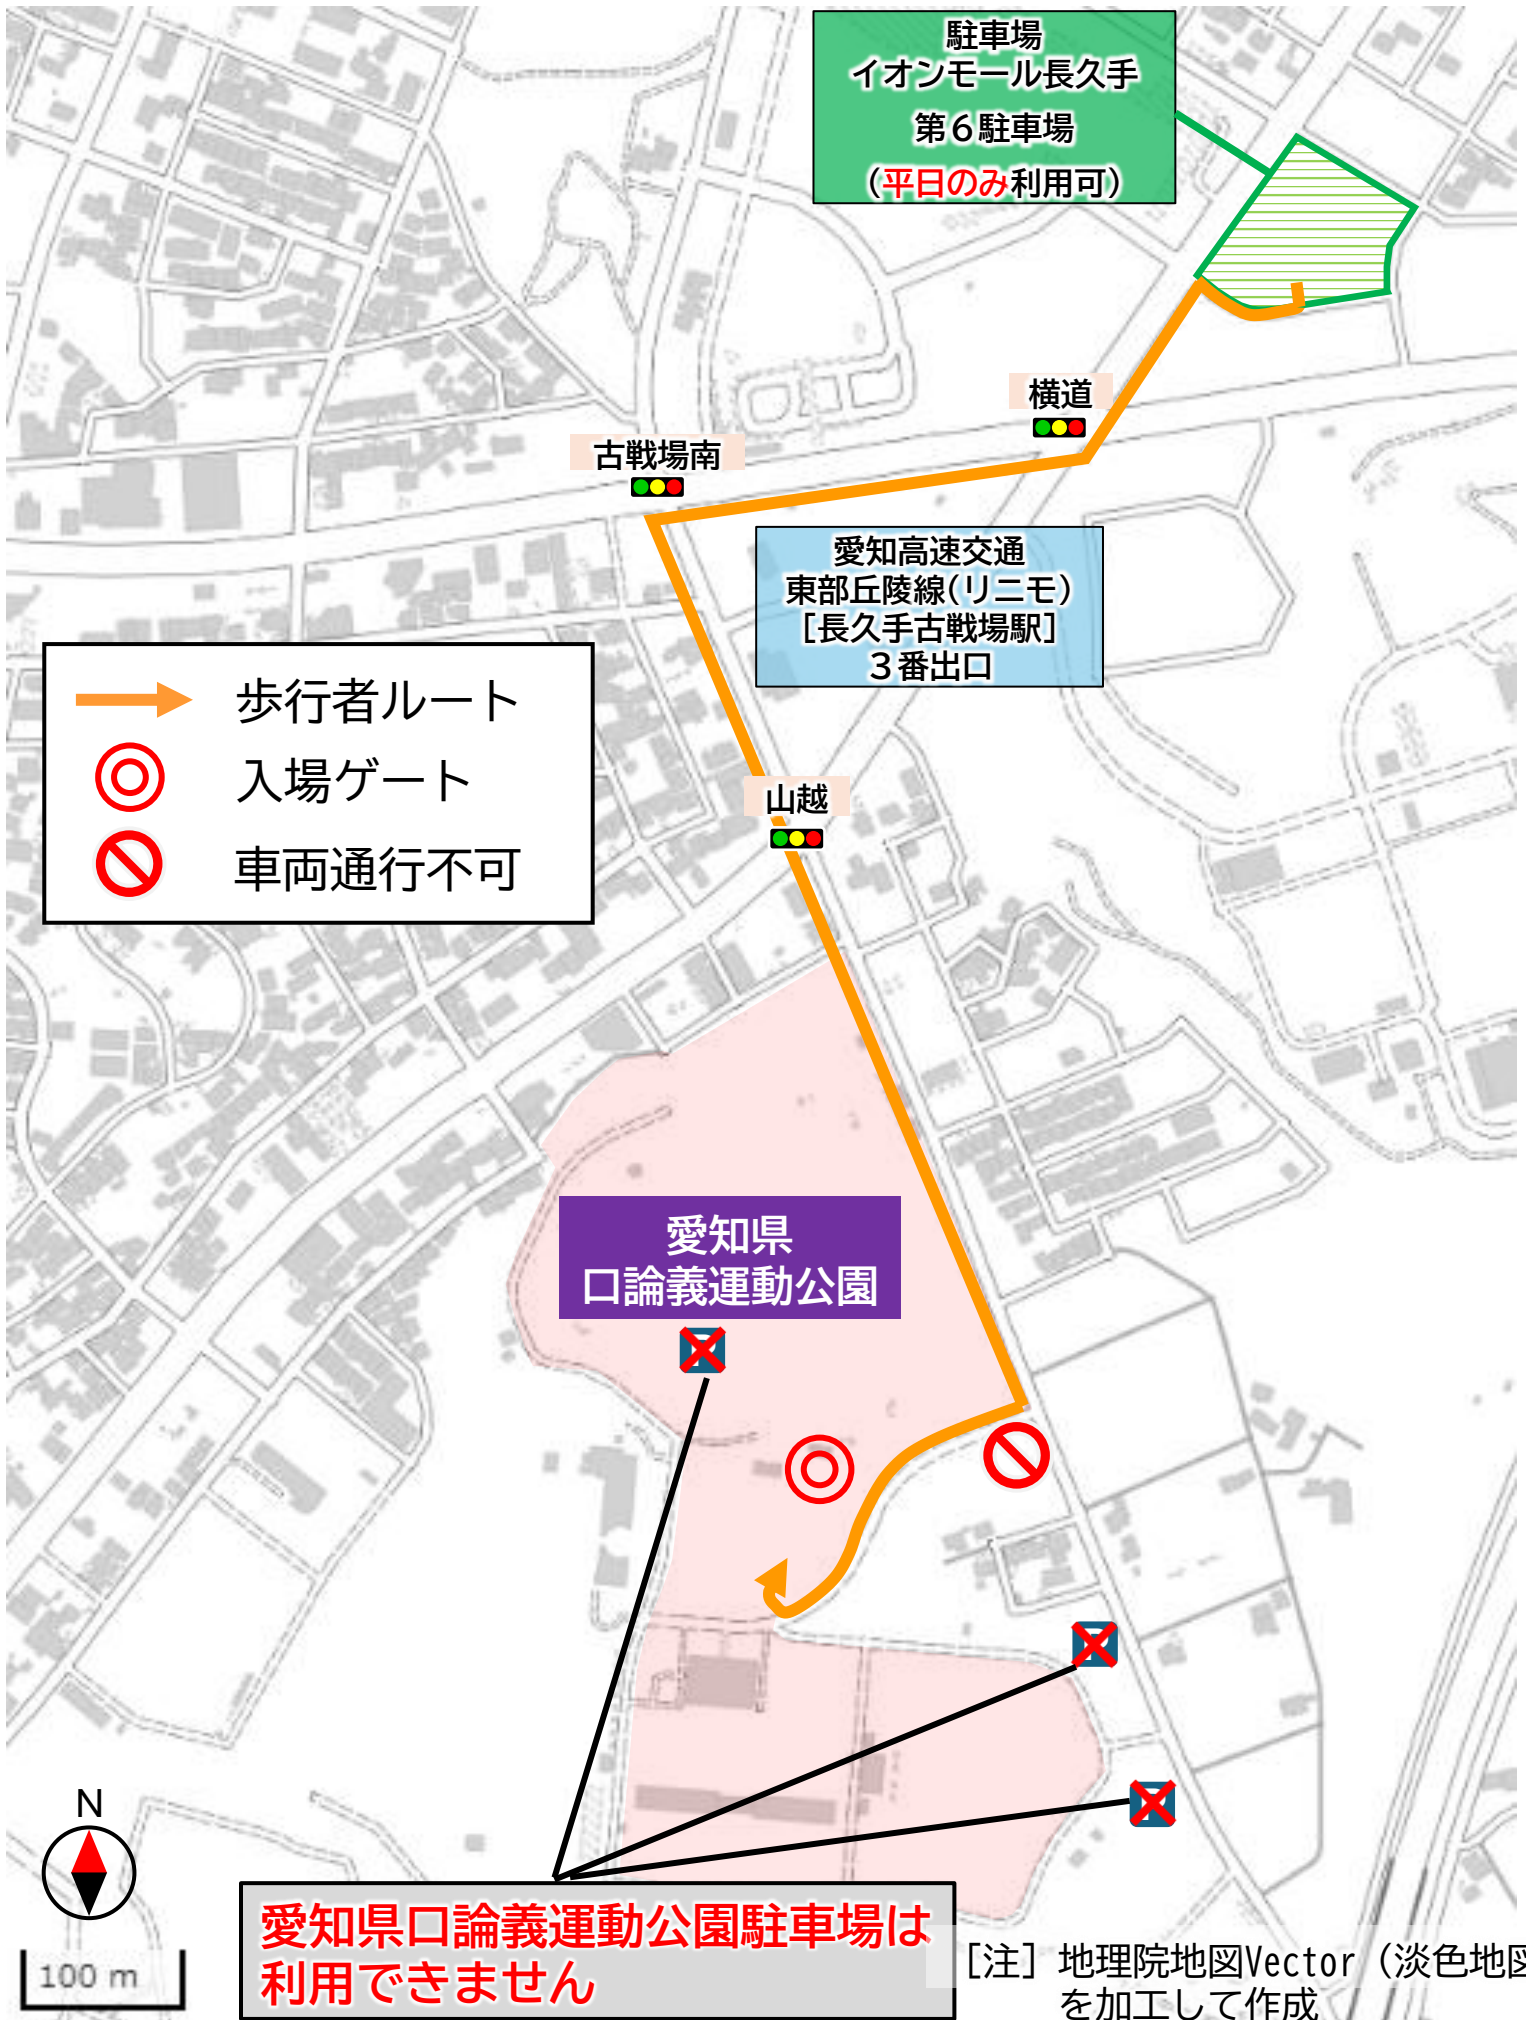 駐車場
イオンモール長久手
第６駐車場
（平日のみ利用可）
横道
古戦場南
愛知高速交通
東部丘陵線（リニモ）
［長久手古戦場駅］
３番出口
歩行者ルート
入場ゲート
車両通行不可
山越
愛知県
口論義運動公園
P
P
P
N
100 m
愛知県口論義運動公園駐車場は
利用できません
［注］地理院地図Vector（淡色地図
を加工して作成